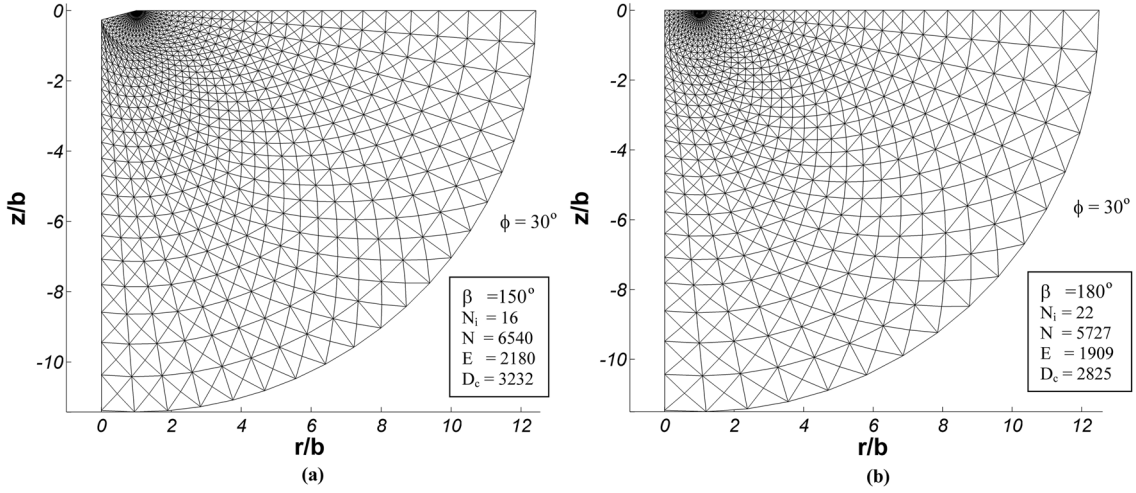 0
-2
-4
-6
-8
-10
z/b
0 2 4 6 8 10 12
r/b
ϕ = 30°
β =150°
Nᵢ = 16
N = 6540
E = 2180
D꜀ = 3232
(a)
0
-2
-4
-6
-8
-10
z/b
0 2 4 6 8 10 12
r/b
ϕ = 30°
β =180°
Nᵢ = 22
N = 5727
E = 1909
D꜀ = 2825
(b)